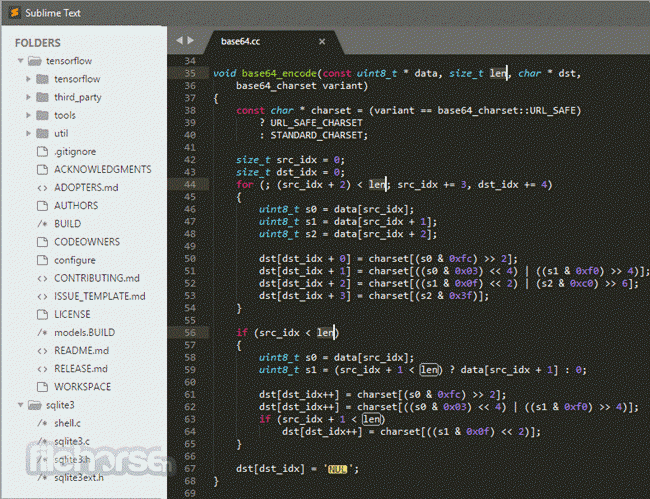 Sublime Text
FOLDERS
tensorflow
tensorflow
third_party
tools
util
.gitignore
ACKNOWLEDGMENTS
<> ADOPTERS.md
AUTHORS
/* BUILD
CODEOWNERS
configure
<> CONTRIBUTING.md
<> ISSUE_TEMPLATE.md
LICENSE
/* models.BUILD
<> README.md
<> RELEASE.md
WORKSPACE
sqlite3
/* shell.c
/* sqlite3.c
/* sqlite3.h
/* sqlite3ext.h
filehorse
base64.cc ×
34
35 void base64_encode(const uint8_t * data, size_t len, char * dst,
36 base64_charset variant)
37 {
38 const char * charset = (variant == base64_charset::URL_SAFE)
39 ? URL_SAFE_CHARSET
40 : STANDARD_CHARSET;
41
42 size_t src_idx = 0;
43 size_t dst_idx = 0;
44 for (; (src_idx + 2) < len; src_idx += 3, dst_idx += 4)
45 {
46 uint8_t s0 = data[src_idx];
47 uint8_t s1 = data[src_idx + 1];
48 uint8_t s2 = data[src_idx + 2];
49
50 dst[dst_idx + 0] = charset[(s0 & 0xfc) >> 2];
51 dst[dst_idx + 1] = charset[((s0 & 0x03) << 4) | ((s1 & 0xf0) >> 4)];
52 dst[dst_idx + 2] = charset[((s1 & 0x0f) << 2) | (s2 & 0xc0) >> 6];
53 dst[dst_idx + 3] = charset[(s2 & 0x3f)];
54 }
55
56 if (src_idx < len)
57 {
58 uint8_t s0 = data[src_idx];
59 uint8_t s1 = (src_idx + 1 < len) ? data[src_idx + 1] : 0;
60
61 dst[dst_idx++] = charset[(s0 & 0xfc) >> 2];
62 dst[dst_idx++] = charset[((s0 & 0x03) << 4) | ((s1 & 0xf0) >> 4)];
63 if (src_idx + 1 < len)
64 dst[dst_idx++] = charset[((s1 & 0x0f) << 2)];
65 }
66
67 dst[dst_idx] = 'NUL';
68 }
69